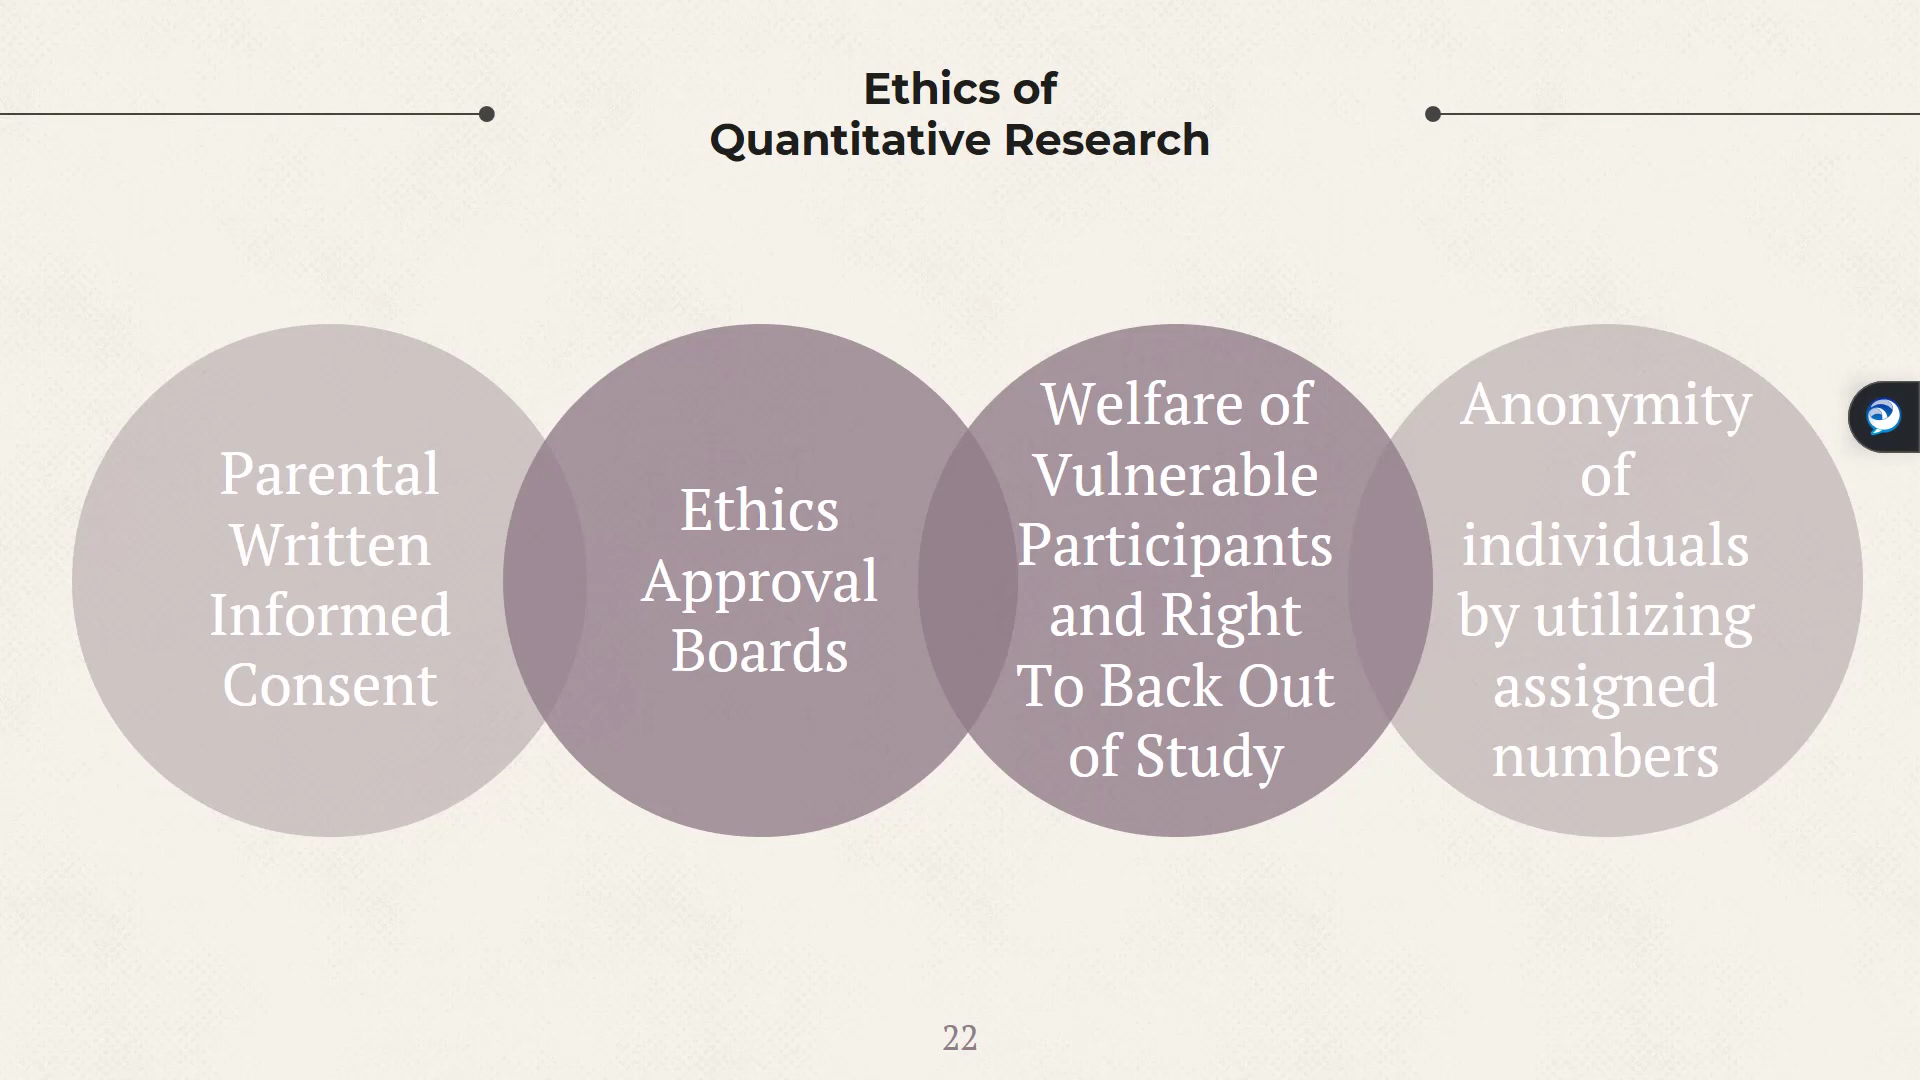 Ethics of
Quantitative Research
Parental
Written
Informed
Consent
Ethics
Approval
Boards
Welfare of
Vulnerable
Participants
and Right
To Back Out
of Study
Anonymity
of
individuals
by utilizing
assigned
numbers
22